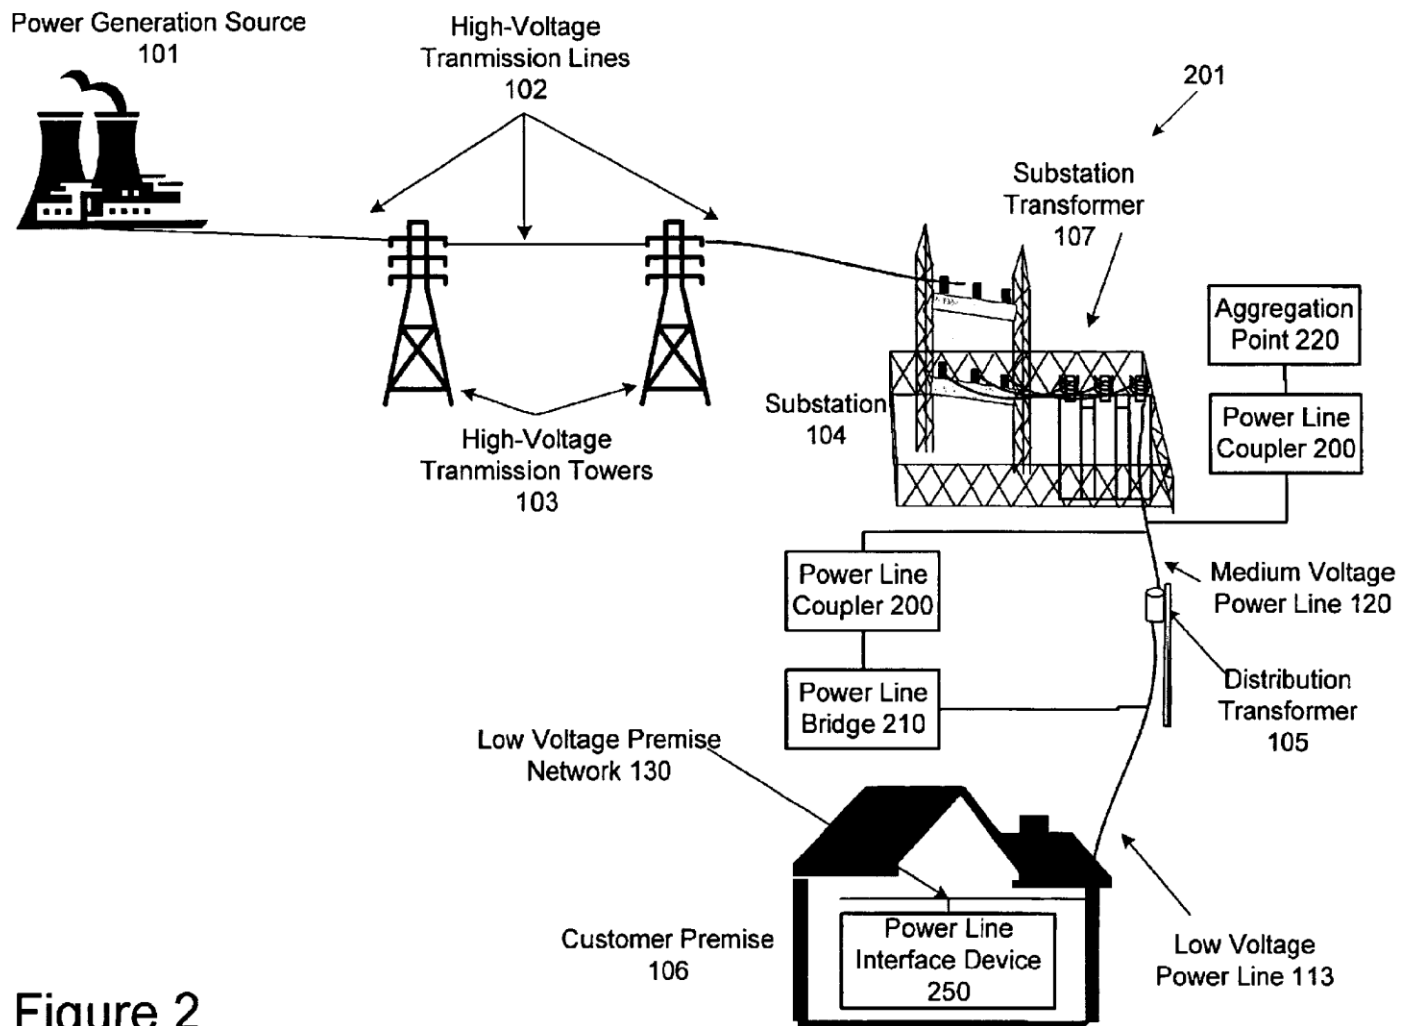 Power Generation Source
101
High-Voltage
Tranmission Lines
102
201
Substation
Transformer
107
Aggregation
Point 220
Substation
104
Power Line
Coupler 200
High-Voltage
Tranmission Towers
103
Power Line
Coupler 200
Medium Voltage
Power Line 120
Power Line
Bridge 210
Distribution
Transformer
105
Low Voltage Premise
Network 130
Customer Premise
106
Power Line
Interface Device
250
Low Voltage
Power Line 113
Figure 2